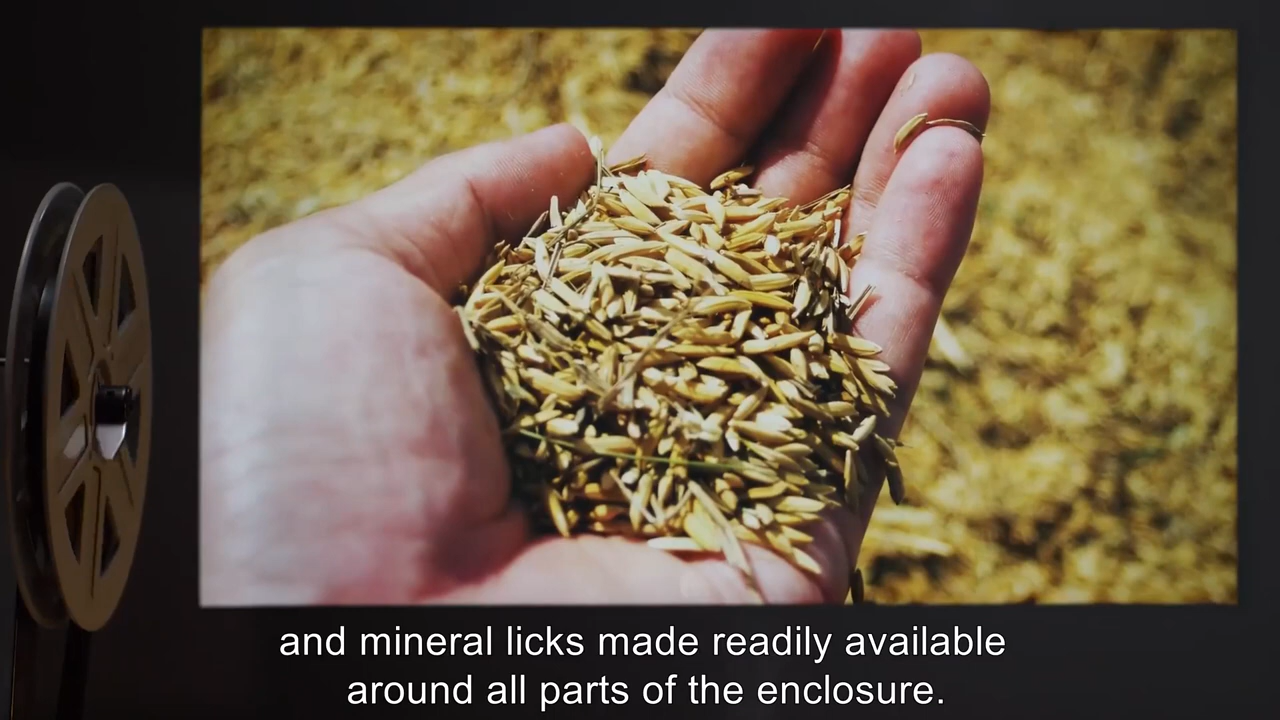 and mineral licks made readily available
around all parts of the enclosure.